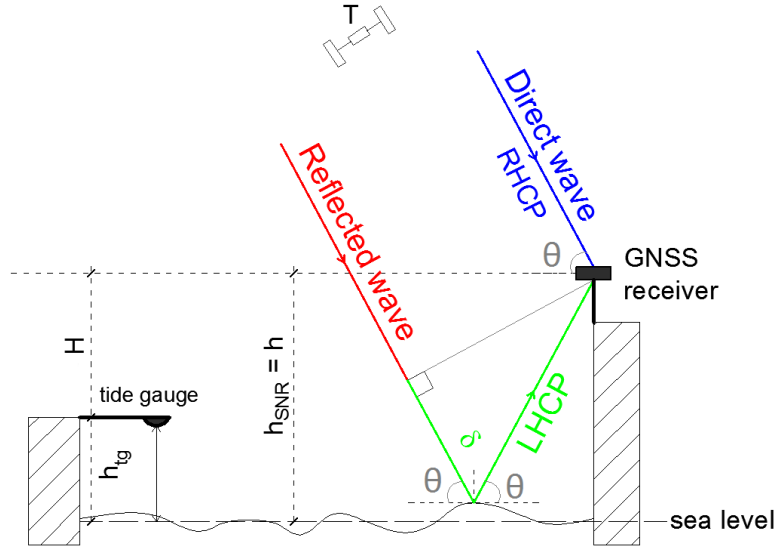 T
Direct wave
RHCP
Reflected wave
θ
GNSS
receiver
H
h_SNR = h
tide gauge
h_tg
δ
LHCP
θ
θ
sea level